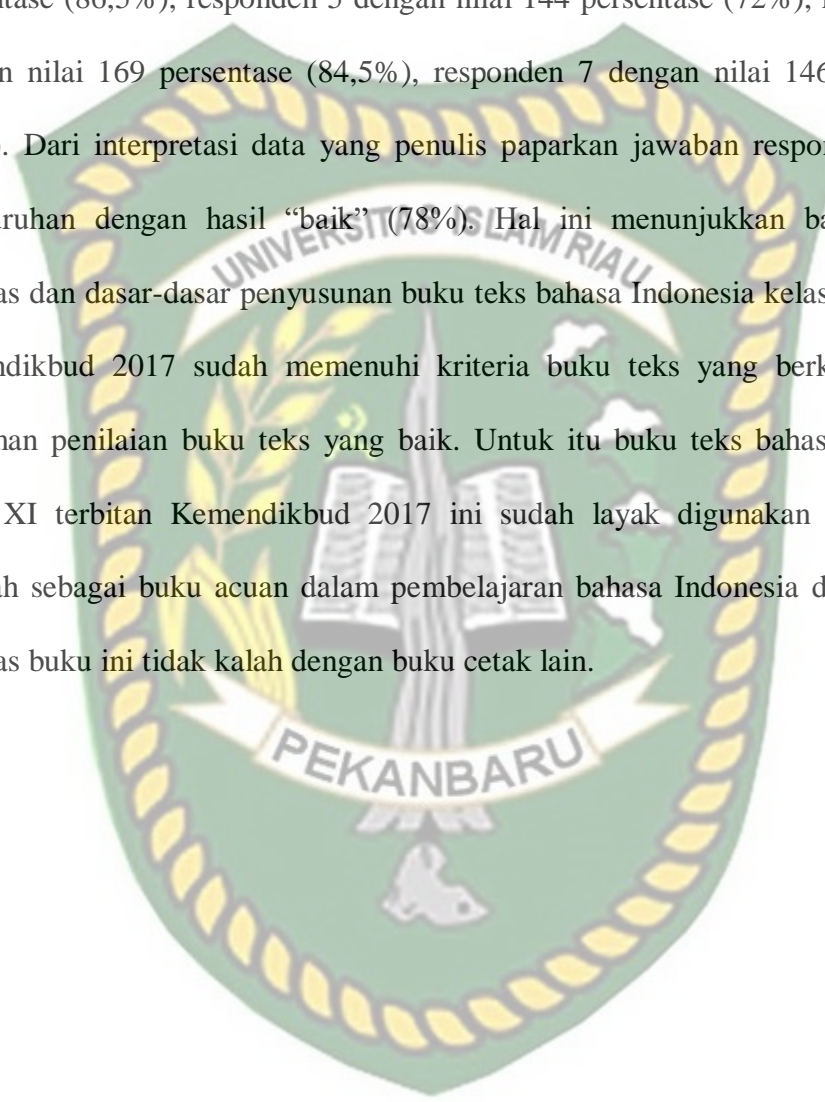 tase (86,5%), responden 5 dengan nilai 144 persentase (72%),
n nilai 169 persentase (84,5%), responden 7 dengan nilai 146
. Dari interpretasi data yang penulis paparkan jawaban respon
uruhan dengan hasil “baik” (78%). Hal ini menunjukkan ba
as dan dasar-dasar penyusunan buku teks bahasa Indonesia kelas
ndikbud 2017 sudah memenuhi kriteria buku teks yang berk
nan penilaian buku teks yang baik. Untuk itu buku teks bahas
XI terbitan Kemendikbud 2017 ini sudah layak digunakan
ah sebagai buku acuan dalam pembelajaran bahasa Indonesia d
as buku ini tidak kalah dengan buku cetak lain.
UNIVERSITAS ISLAM RIAU
PEKANBARU